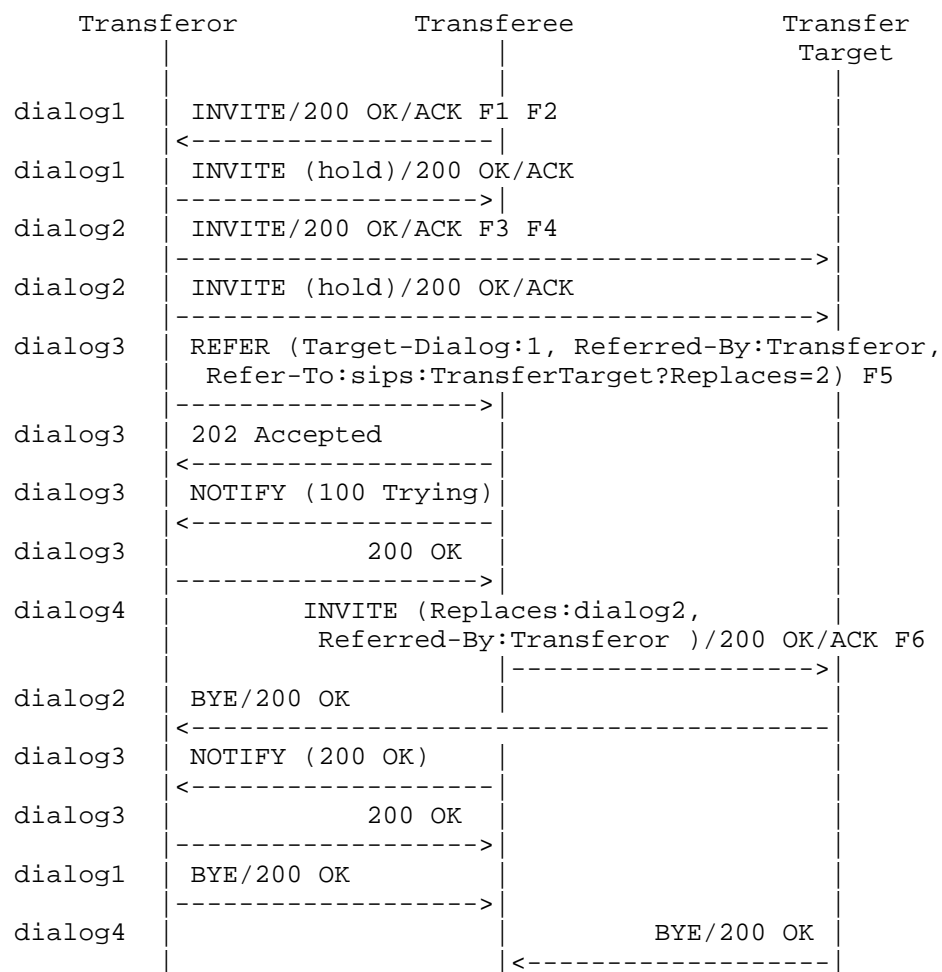 Transferor Transferee Transfer
Target
dialog1 INVITE/200 OK/ACK F1 F2
dialog1 INVITE (hold)/200 OK/ACK
dialog2 INVITE/200 OK/ACK F3 F4
dialog2 INVITE (hold)/200 OK/ACK
dialog3 REFER (Target-Dialog:1, Referred-By:Transferor,
Refer-To:sips:TransferTarget?Replaces=2) F5
dialog3 202 Accepted
dialog3 NOTIFY (100 Trying)
dialog3 200 OK
dialog4 INVITE (Replaces:dialog2,
Referred-By:Transferor )/200 OK/ACK F6
dialog2 BYE/200 OK
dialog3 NOTIFY (200 OK)
dialog3 200 OK
dialog1 BYE/200 OK
dialog4 BYE/200 OK